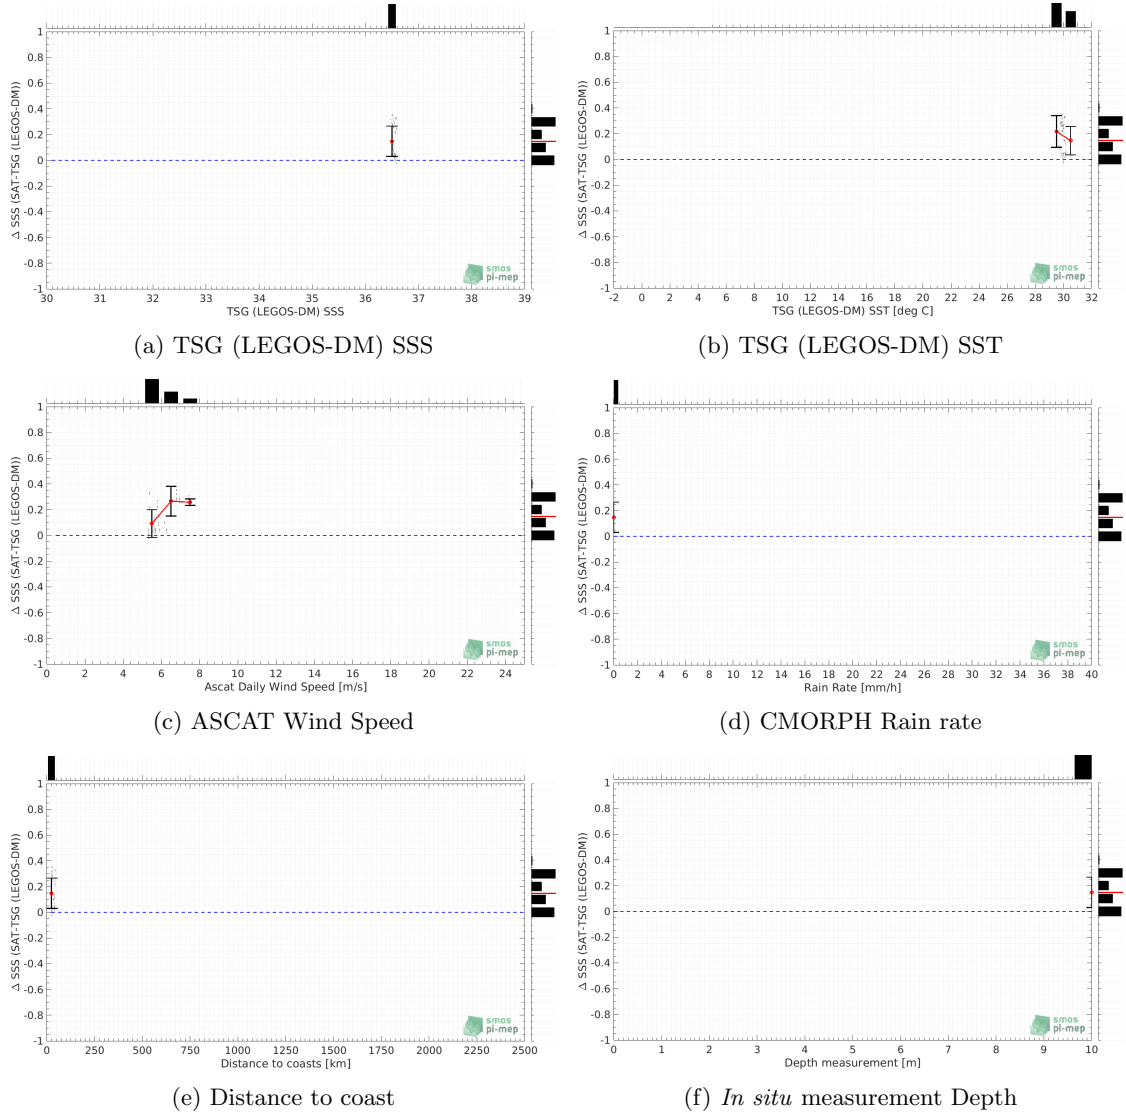 1
0.8
0.6
0.4
0.2
0
-0.2
-0.4
-0.6
-0.8
-1
Δ SSS (SAT-TSG (LEGOS-DM))
30 31 32 33 34 35 36 37 38 39
TSG (LEGOS-DM) SSS
smos
pi-mep
(a) TSG (LEGOS-DM) SSS
1
0.8
0.6
0.4
0.2
0
-0.2
-0.4
-0.6
-0.8
-1
Δ SSS (SAT-TSG (LEGOS-DM))
-2 0 2 4 6 8 10 12 14 16 18 20 22 24 26 28 30 32
TSG (LEGOS-DM) SST [deg C]
smos
pi-mep
(b) TSG (LEGOS-DM) SST
1
0.8
0.6
0.4
0.2
0
-0.2
-0.4
-0.6
-0.8
-1
Δ SSS (SAT-TSG (LEGOS-DM))
0 2 4 6 8 10 12 14 16 18 20 22 24
Ascat Daily Wind Speed [m/s]
smos
pi-mep
(c) ASCAT Wind Speed
1
0.8
0.6
0.4
0.2
0
-0.2
-0.4
-0.6
-0.8
-1
Δ SSS (SAT-TSG (LEGOS-DM))
0 2 4 6 8 10 12 14 16 18 20 22 24 26 28 30 32 34 36 38 40
Rain Rate [mm/h]
smos
pi-mep
(d) CMORPH Rain rate
1
0.8
0.6
0.4
0.2
0
-0.2
-0.4
-0.6
-0.8
-1
Δ SSS (SAT-TSG (LEGOS-DM))
0 250 500 750 1000 1250 1500 1750 2000 2250 2500
Distance to coasts [km]
smos
pi-mep
(e) Distance to coast
1
0.8
0.6
0.4
0.2
0
-0.2
-0.4
-0.6
-0.8
-1
Δ SSS (SAT-TSG (LEGOS-DM))
0 1 2 3 4 5 6 7 8 9 10
Depth measurement [m]
smos
pi-mep
(f) In situ measurement Depth